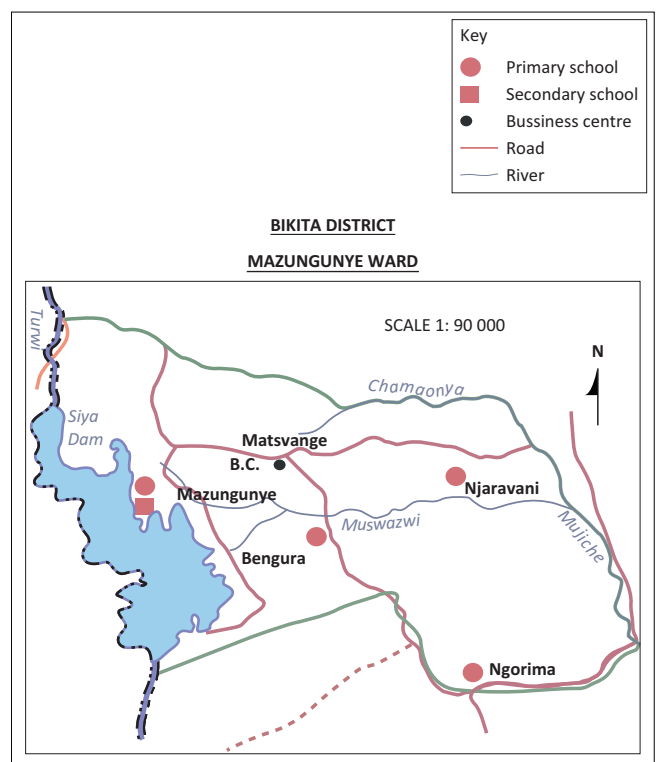 Key
Primary school
Secondary school
Bussiness centre
Road
River
BIKITA DISTRICT
MAZUNGUNYE WARD
SCALE 1: 90 000
N
Turwi
Chamaonya
Siya
Dam
Matsvange
B.C.
Mazungunye
Njaravani
Muswazwi
Mujiche
Bengura
Ngorima